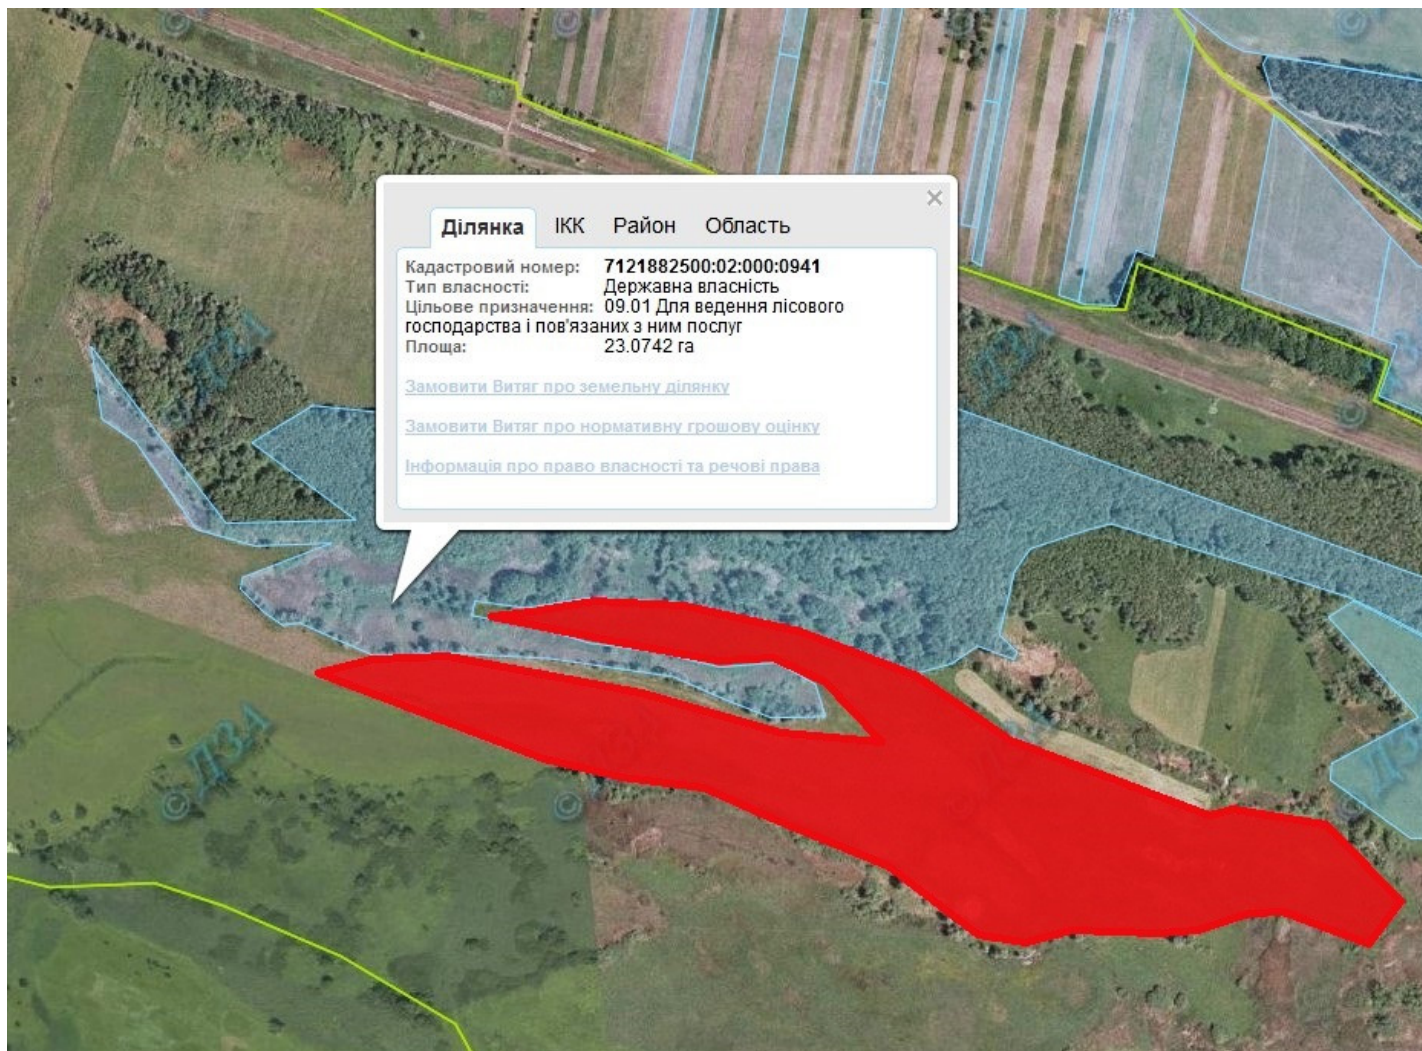 Ділянка ІКК Район Область
Кадастровий номер: 7121882500:02:000:0941
Тип власності: Державна власність
Цільове призначення: 09.01 Для ведення лісового
господарства і пов'язаних з ним послуг
Площа: 23.0742 га
Замовити Витяг про земельну ділянку
Замовити Витяг про нормативну грошову оцінку
Інформація про право власності та речові права
© ДЗА
© ДЗА